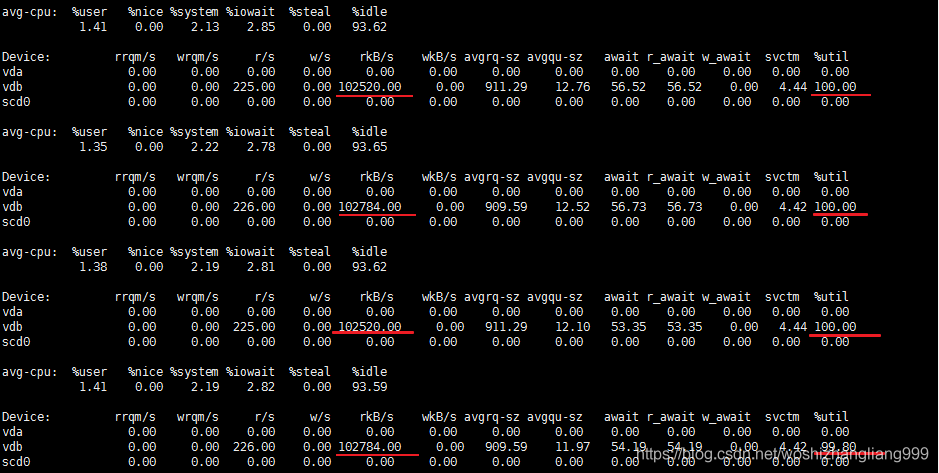 avg-cpu: %user %nice %system %iowait %steal %idle
1.41 0.00 2.13 2.85 0.00 93.62
Device: rrqm/s wrqm/s r/s w/s rkB/s wkB/s avgrq-sz avgqu-sz await r_await w_await svctm %util
vda 0.00 0.00 0.00 0.00 0.00 0.00 0.00 0.00 0.00 0.00 0.00 0.00 0.00
vdb 0.00 0.00 225.00 0.00 102520.00 0.00 911.29 12.76 56.52 56.52 0.00 4.44 100.00
scd0 0.00 0.00 0.00 0.00 0.00 0.00 0.00 0.00 0.00 0.00 0.00 0.00 0.00
avg-cpu: %user %nice %system %iowait %steal %idle
1.35 0.00 2.22 2.78 0.00 93.65
Device: rrqm/s wrqm/s r/s w/s rkB/s wkB/s avgrq-sz avgqu-sz await r_await w_await svctm %util
vda 0.00 0.00 0.00 0.00 0.00 0.00 0.00 0.00 0.00 0.00 0.00 0.00 0.00
vdb 0.00 0.00 226.00 0.00 102784.00 0.00 909.59 12.52 56.73 56.73 0.00 4.42 100.00
scd0 0.00 0.00 0.00 0.00 0.00 0.00 0.00 0.00 0.00 0.00 0.00 0.00 0.00
avg-cpu: %user %nice %system %iowait %steal %idle
1.38 0.00 2.19 2.81 0.00 93.62
Device: rrqm/s wrqm/s r/s w/s rkB/s wkB/s avgrq-sz avgqu-sz await r_await w_await svctm %util
vda 0.00 0.00 0.00 0.00 0.00 0.00 0.00 0.00 0.00 0.00 0.00 0.00 0.00
vdb 0.00 0.00 225.00 0.00 102520.00 0.00 911.29 12.10 53.35 53.35 0.00 4.44 100.00
scd0 0.00 0.00 0.00 0.00 0.00 0.00 0.00 0.00 0.00 0.00 0.00 0.00 0.00
avg-cpu: %user %nice %system %iowait %steal %idle
1.41 0.00 2.19 2.82 0.00 93.59
Device: rrqm/s wrqm/s r/s w/s rkB/s wkB/s avgrq-sz avgqu-sz await r_await w_await svctm %util
vda 0.00 0.00 0.00 0.00 0.00 0.00 0.00 0.00 0.00 0.00 0.00 0.00 0.00
vdb 0.00 0.00 226.00 0.00 102784.00 0.00 909.59 11.97 54.19 54.19 0.00 4.42 99.80
https://blog.csdn.net/woshizhangliang999
scd0 0.00 0.00 0.00 0.00 0.00 0.00 0.00 0.00 0.00 0.00 0.00 0.00 0.00